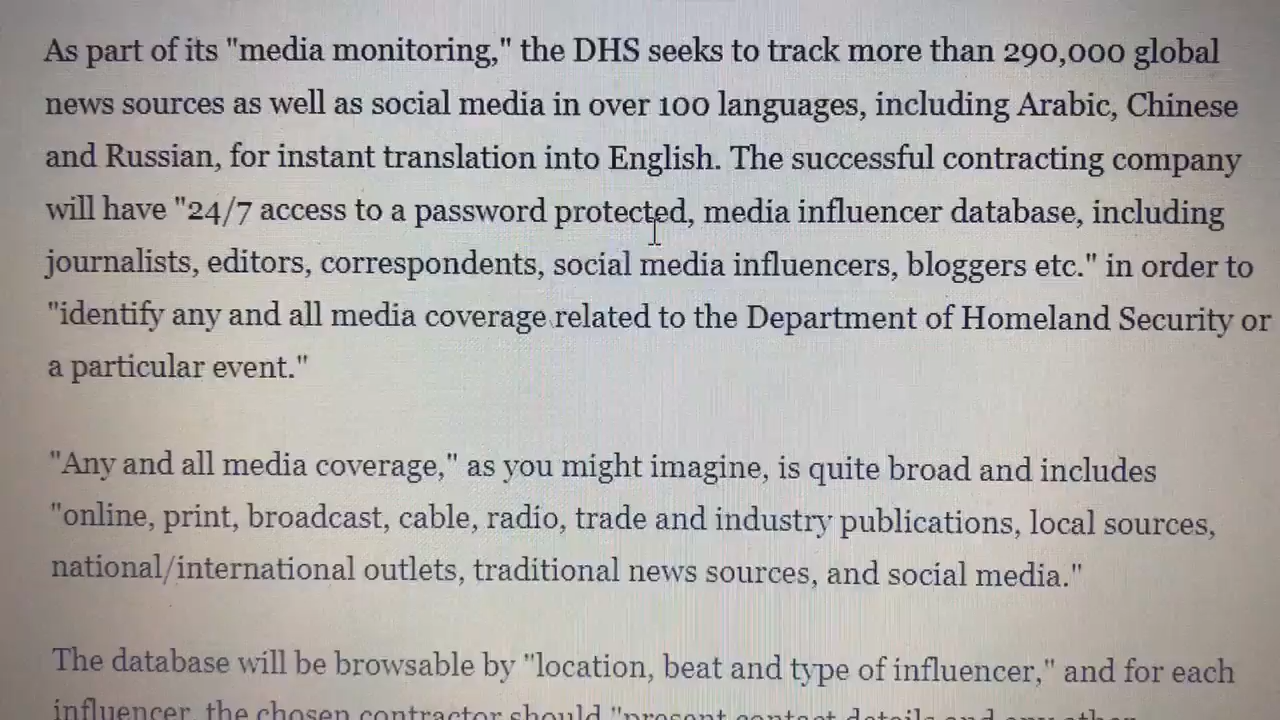 As part of its "media monitoring," the DHS seeks to track more than 290,000 global
news sources as well as social media in over 100 languages, including Arabic, Chinese
and Russian, for instant translation into English. The successful contracting company
will have "24/7 access to a password protected, media influencer database, including
journalists, editors, correspondents, social media influencers, bloggers etc." in order to
"identify any and all media coverage related to the Department of Homeland Security or
a particular event."
"Any and all media coverage," as you might imagine, is quite broad and includes
"online, print, broadcast, cable, radio, trade and industry publications, local sources,
national/international outlets, traditional news sources, and social media."
The database will be browsable by "location, beat and type of influencer," and for each
influencer, the chosen contractor should "present contact details and any other